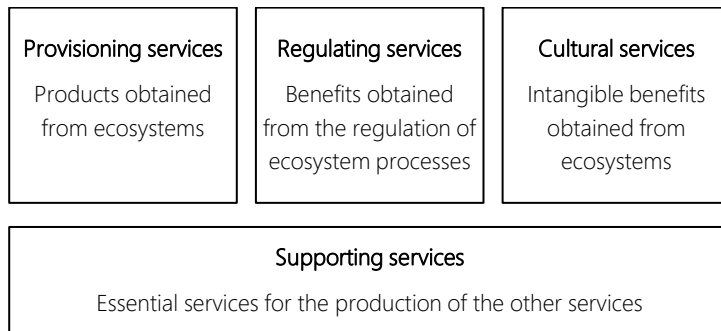 Provisioning services
Products obtained
from ecosystems
Regulating services
Benefits obtained
from the regulation of
ecosystem processes
Cultural services
Intangible benefits
obtained from
ecosystems
Supporting services
Essential services for the production of the other services